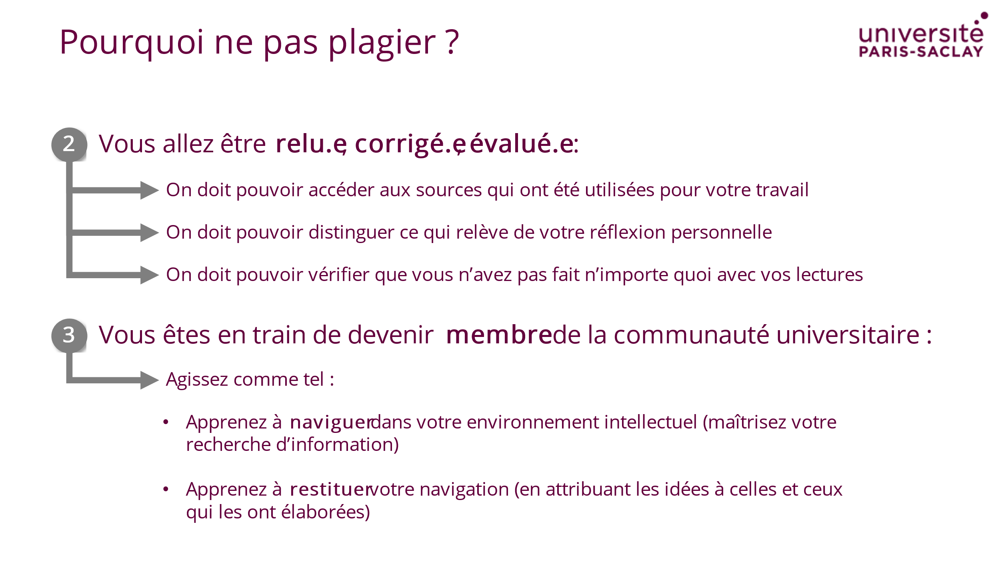 Pourquoi ne pas plagier ?
université
PARIS-SACLAY
2
Vous allez être relu.e, corrigé.e, évalué.e:
On doit pouvoir accéder aux sources qui ont été utilisées pour votre travail
On doit pouvoir distinguer ce qui relève de votre réflexion personnelle
On doit pouvoir vérifier que vous n’avez pas fait n’importe quoi avec vos lectures
3
Vous êtes en train de devenir membre de la communauté universitaire :
Agissez comme tel :
• Apprenez à naviguer dans votre environnement intellectuel (maîtrisez votre
recherche d’information)
• Apprenez à restituer votre navigation (en attribuant les idées à celles et ceux
qui les ont élaborées)